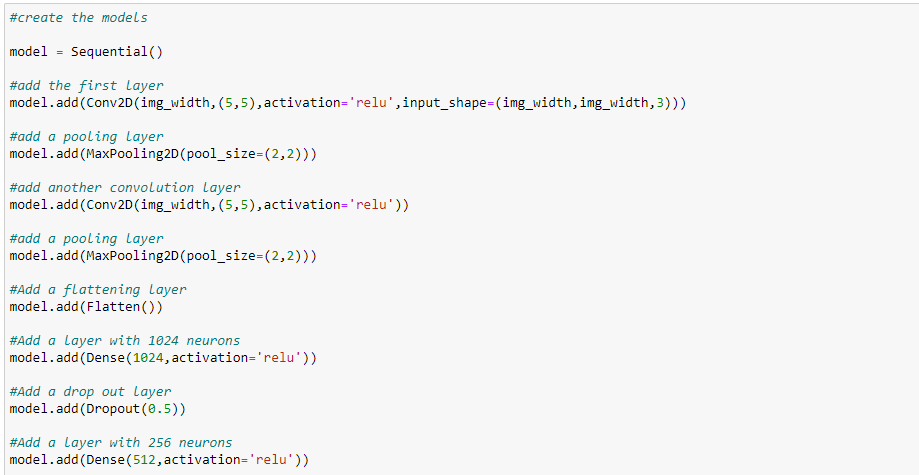 #create the models
model = Sequential()
#add the first layer
model.add(Conv2D(img_width,(5,5),activation='relu',input_shape=(img_width,img_width,3)))
#add a pooling layer
model.add(MaxPooling2D(pool_size=(2,2)))
#add another convolution layer
model.add(Conv2D(img_width,(5,5),activation='relu'))
#add a pooling layer
model.add(MaxPooling2D(pool_size=(2,2)))
#Add a flattening layer
model.add(Flatten())
#Add a layer with 1024 neurons
model.add(Dense(1024,activation='relu'))
#Add a drop out layer
model.add(Dropout(0.5))
#Add a layer with 256 neurons
model.add(Dense(512,activation='relu'))